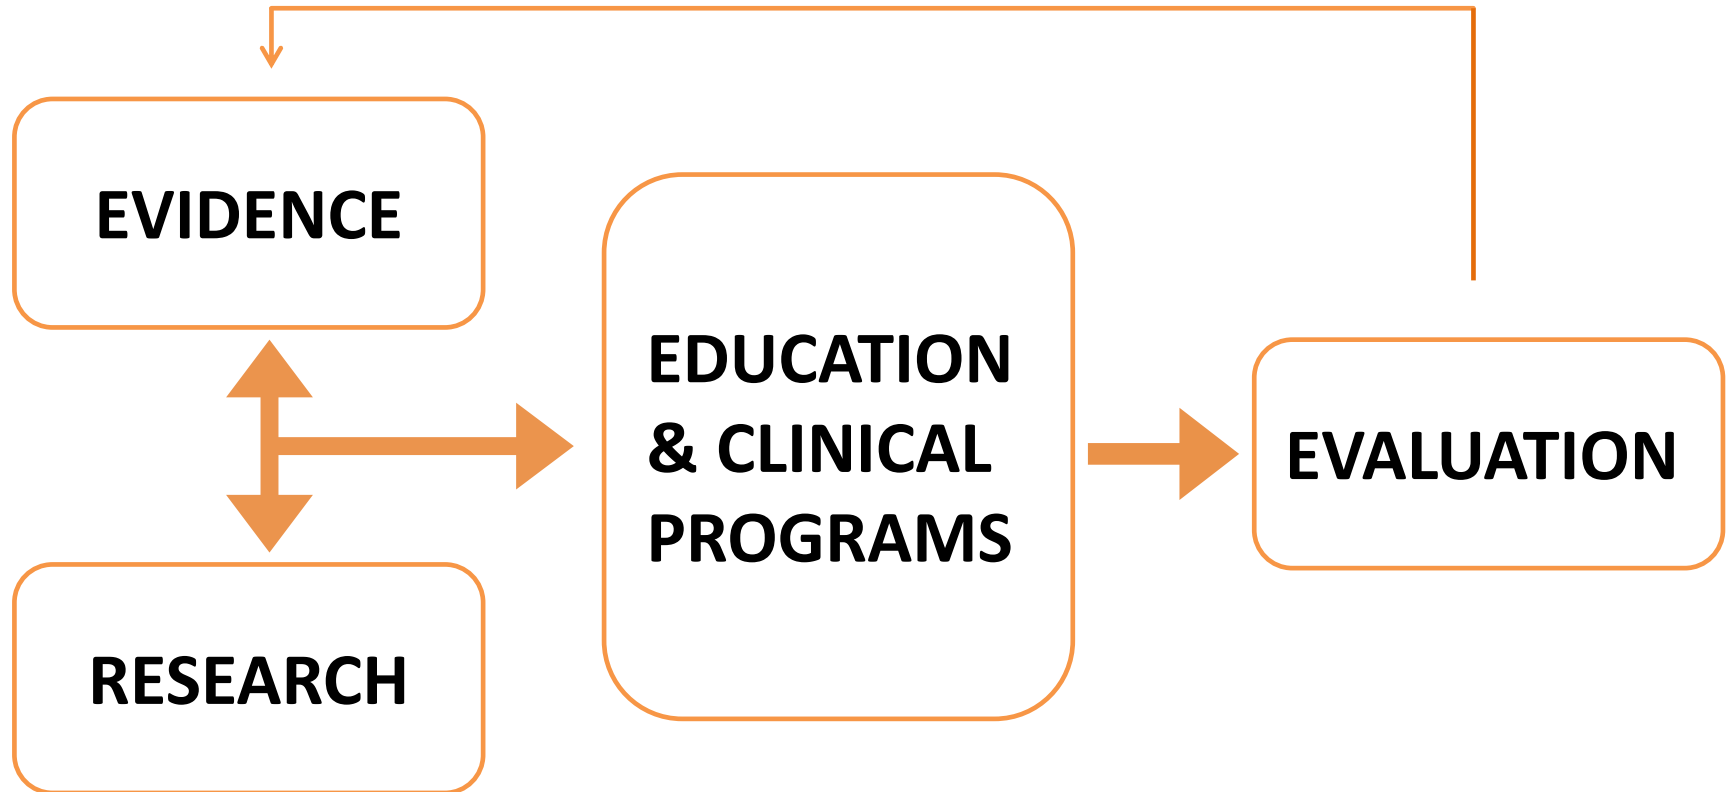 EVIDENCE
EDUCATION
& CLINICAL
PROGRAMS
EVALUATION
RESEARCH